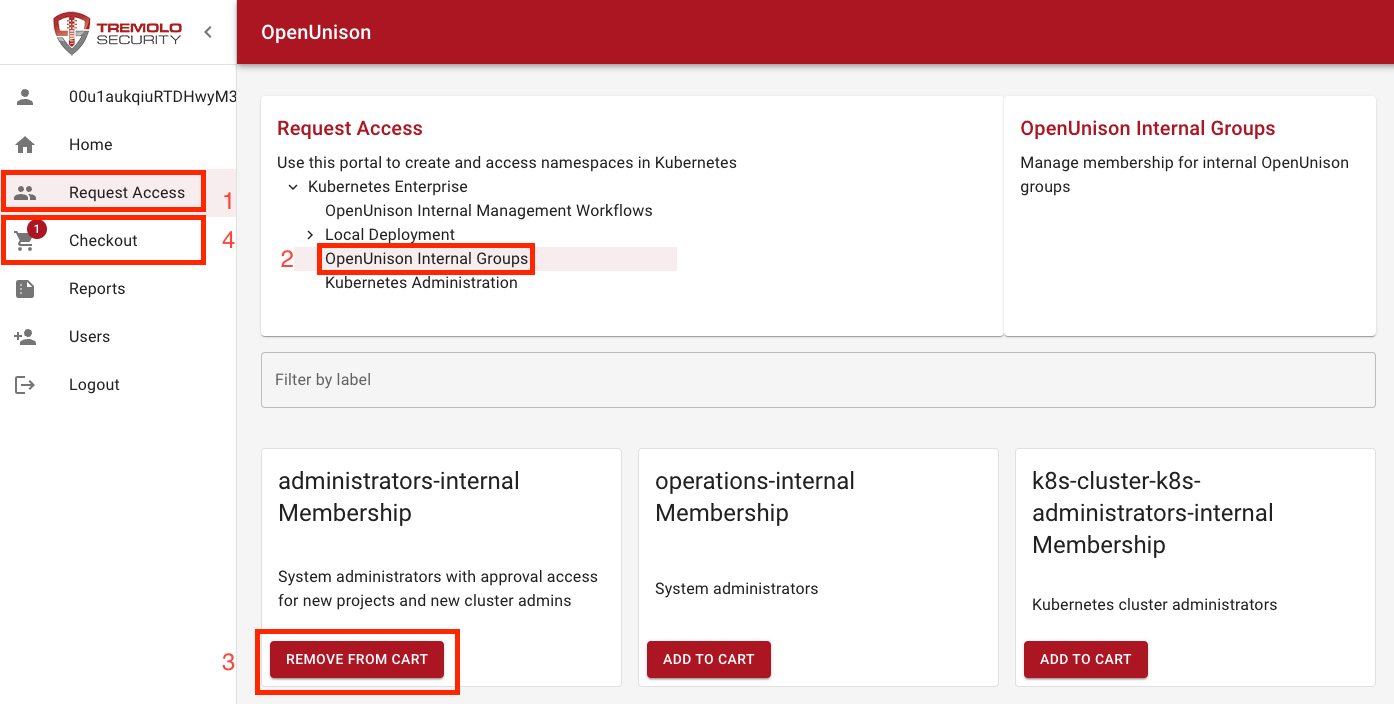 TREMOLO
SECURITY
OpenUnison
00u1aukqiuRTDHwyM3
Home
Request Access
1
1
Checkout
4
Reports
Users
Logout
Request Access
Use this portal to create and access namespaces in Kubernetes
Kubernetes Enterprise
OpenUnison Internal Management Workflows
Local Deployment
2
OpenUnison Internal Groups
Kubernetes Administration
OpenUnison Internal Groups
Manage membership for internal OpenUnison
groups
Filter by label
administrators-internal
Membership
System administrators with approval access
for new projects and new cluster admins
3
REMOVE FROM CART
operations-internal
Membership
System administrators
ADD TO CART
k8s-cluster-k8s-
administrators-internal
Membership
Kubernetes cluster administrators
ADD TO CART